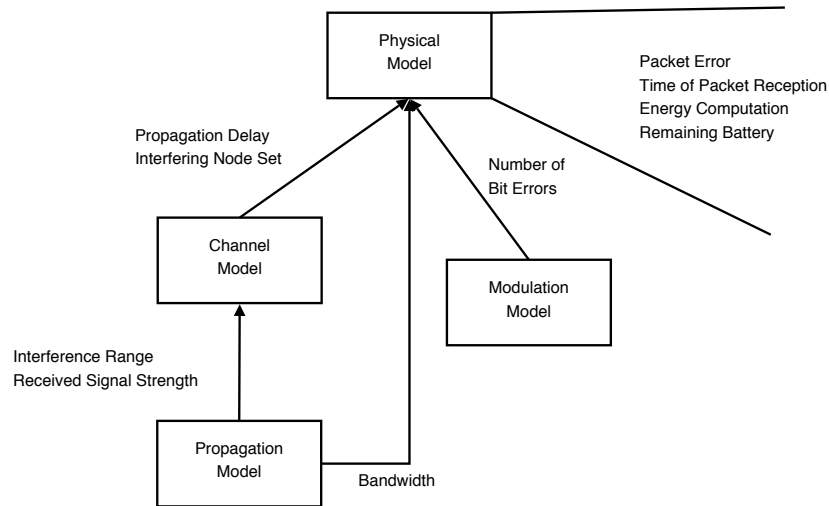 Physical
Model
Packet Error
Time of Packet Reception
Energy Computation
Remaining Battery
Propagation Delay
Interfering Node Set
Number of
Bit Errors
Channel
Model
Modulation
Model
Interference Range
Received Signal Strength
Propagation
Model
Bandwidth